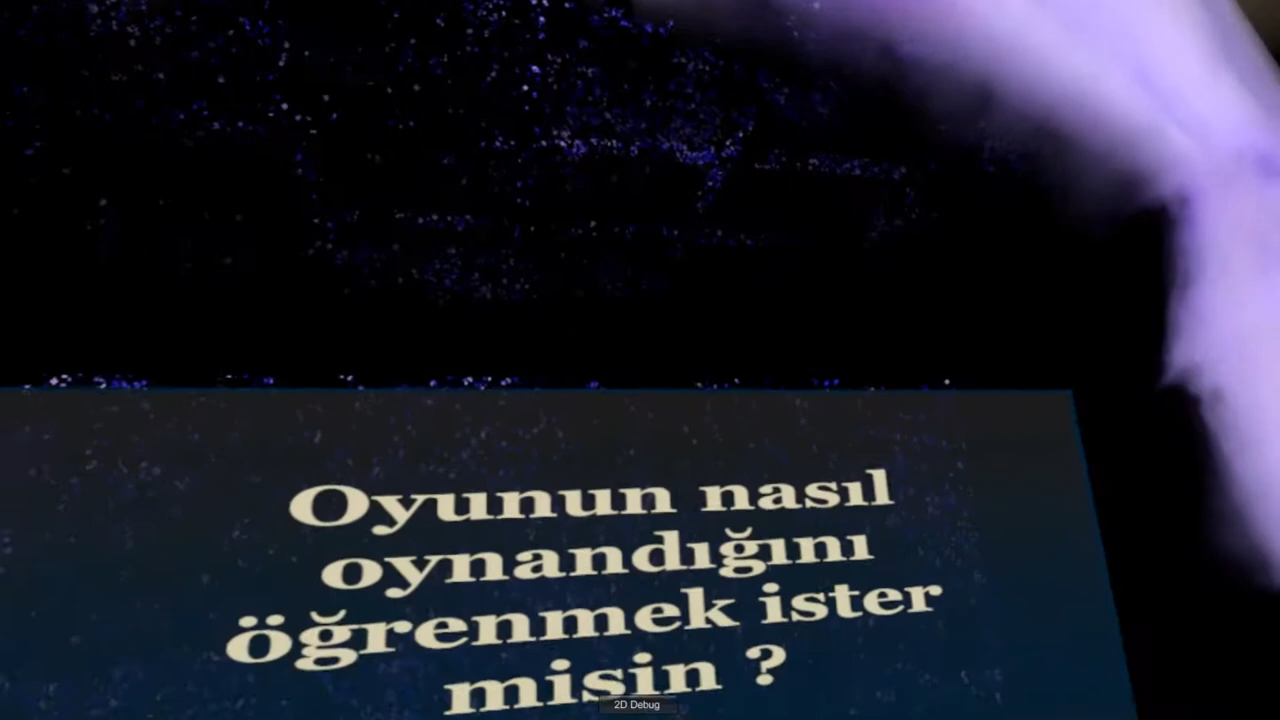 Oyunun nasıl
oynandığını
öğrenmek ister
misin ?
2D Debug